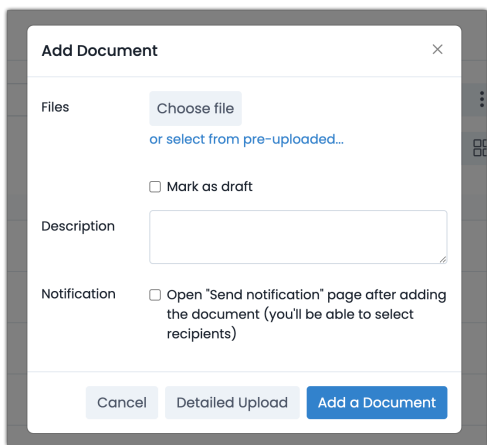 Add Document
Files
Choose file
or select from pre-uploaded...
Mark as draft
Description
Notification
Open "Send notification" page after adding
the document (you'll be able to select
recipients)
Cancel
Detailed Upload
Add a Document